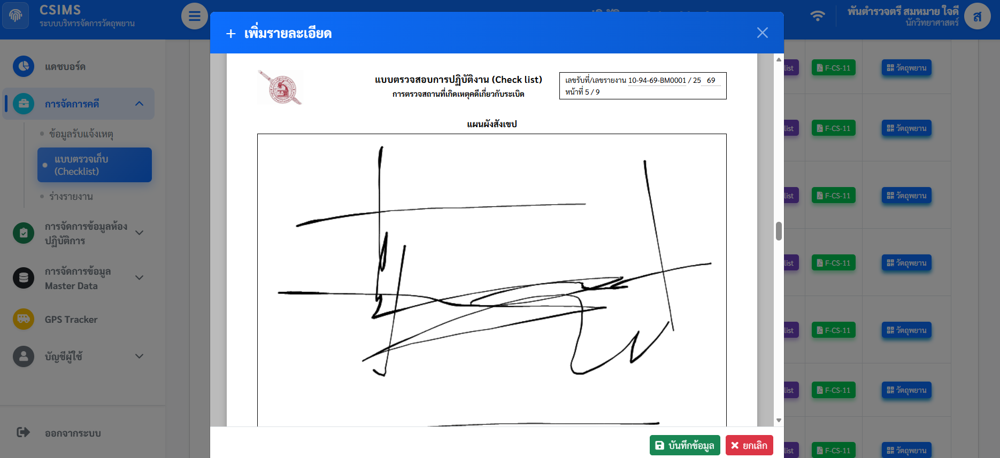 CSIMS
ระบบบริหารจัดการวัตถุพยาน
พันตำรวจตรี สมหมาย ใจดี
นักวิทยาศาสตร์
ส
เพิ่มรายละเอียด
แดชบอร์ด
การจัดการคดี
ข้อมูลรับแจ้งเหตุ
แบบตรวจเก็บ
(Checklist)
ร่างรายงาน
การจัดการข้อมูลห้อง
ปฏิบัติการ
การจัดการข้อมูล
Master Data
GPS Tracker
บัญชีผู้ใช้
ออกจากระบบ
แบบตรวจสอบการปฏิบัติงาน (Check list)
การตรวจสถานที่เกิดเหตุคดีเกี่ยวกับระเบิด
เลขรับที่/เลขรายงาน 10-94-69-BM0001 / 25 69
หน้าที่ 5 / 9
แผนผังสังเขป
list F-CS-11 วัตถุพยาน
list F-CS-11 วัตถุพยาน
list F-CS-11 วัตถุพยาน
list F-CS-11 วัตถุพยาน
list F-CS-11 วัตถุพยาน
list F-CS-11 วัตถุพยาน
list F-CS-11 วัตถุพยาน
บันทึกข้อมูล ยกเลิก